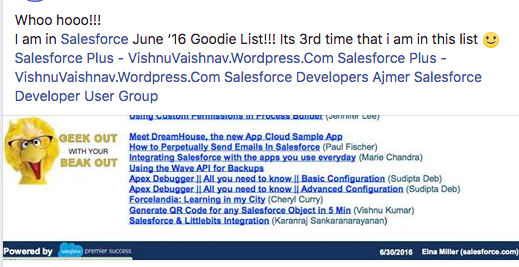 Whoo hooo!!!
I am in Salesforce June ‘16 Goodie List!!! Its 3rd time that i am in this list
Salesforce Plus - VishnuVaishnav.Wordpress.Com Salesforce Plus -
VishnuVaishnav.Wordpress.Com Salesforce Developers Ajmer Salesforce
Developer User Group
Using Custom Permissions in Process Builder (Jennifer Lee)
GEEK OUT
WITH YOUR
BEAK OUT
Meet DreamHouse, the new App Cloud Sample App
How to Perpetually Send Emails In Salesforce (Paul Fischer)
Integrating Salesforce with the apps you use everyday (Marie Chandra)
Using the Wave API for Backups
Apex Debugger || All you need to know || Basic Configuration (Sudipta Deb)
Apex Debugger || All you need to know || Advanced Configuration (Sudipta Deb)
Forcelandia: Learning in my City (Cheryl Curry)
Generate QR Code for any Salesforce Object in 5 Min (Vishnu Kumar)
Salesforce & Littlebits Integration (Karanraj Sankaranarayanan)
Powered by salesforce premier success 6/30/2016 Elna Miller (salesforce.com)